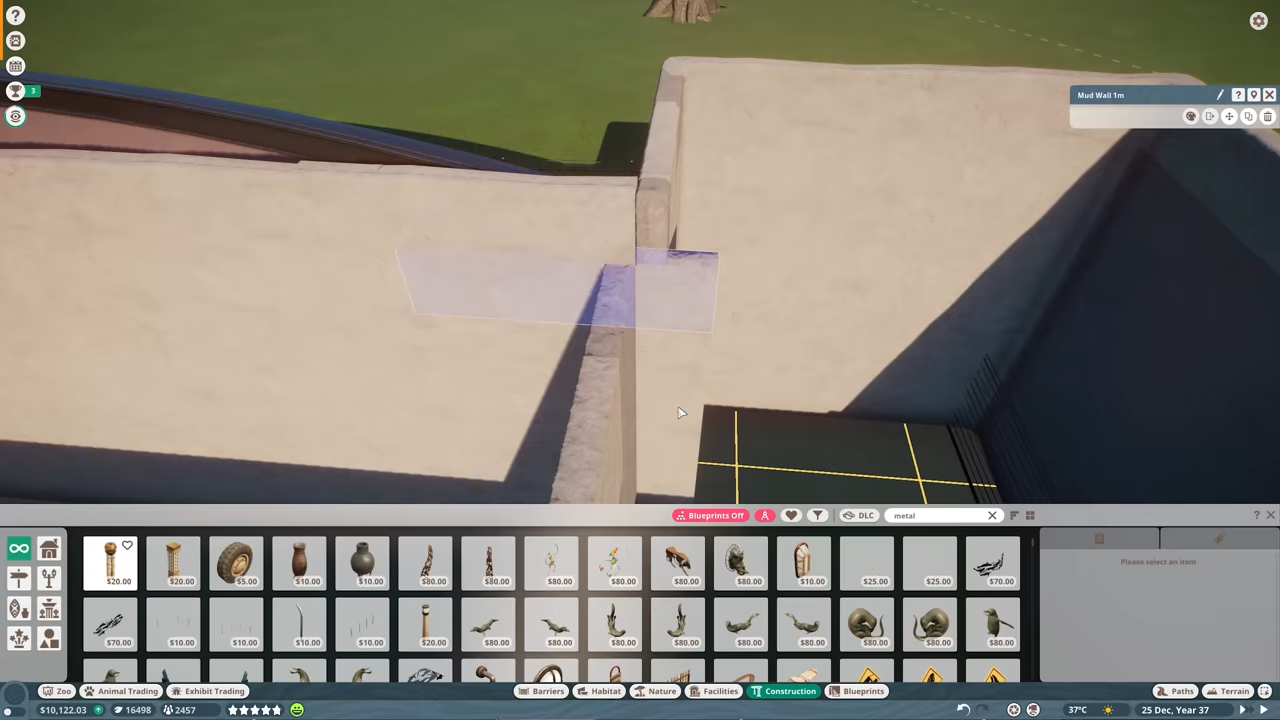 ?
3
Mud Wall 1m
?
Blueprints Off
DLC
metal
?
$20.00
$20.00
$5.00
$10.00
$10.00
$80.00
$80.00
$80.00
$80.00
$80.00
$80.00
$10.00
$25.00
$25.00
$70.00
Please select an item
$70.00
$10.00
$10.00
$10.00
$10.00
$20.00
$80.00
$80.00
$80.00
$80.00
$80.00
$80.00
$80.00
$80.00
$80.00
Zoo
Animal Trading
Exhibit Trading
Barriers
Habitat
Nature
Facilities
Construction
Blueprints
Paths
Terrain
$10,122.03
16498
2457
37°C
25 Dec, Year 37